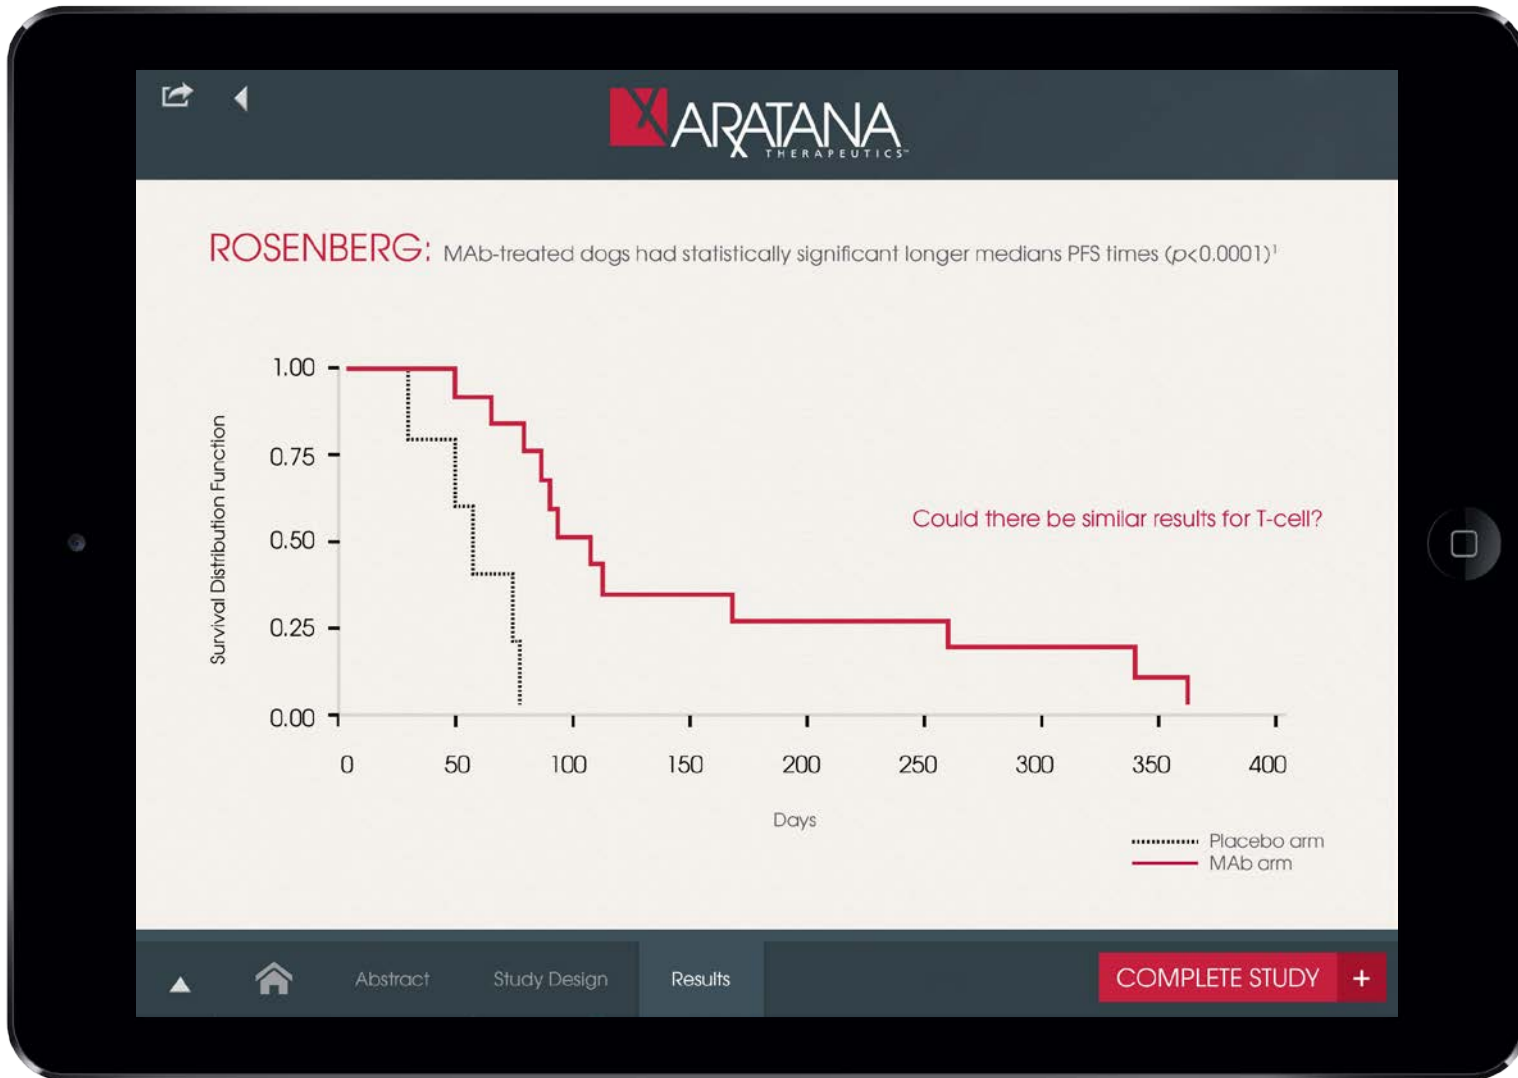 ARATANA
THERAPEUTICS™
ROSENBERG: MAb-treated dogs had statistically significant longer medians PFS times (p<0.0001)¹
1.00
0.75
0.50
0.25
0.00
Survival Distribution Function
Could there be similar results for T-cell?
0 50 100 150 200 250 300 350 400
Days
Placebo arm
MAb arm
Abstract Study Design Results COMPLETE STUDY +